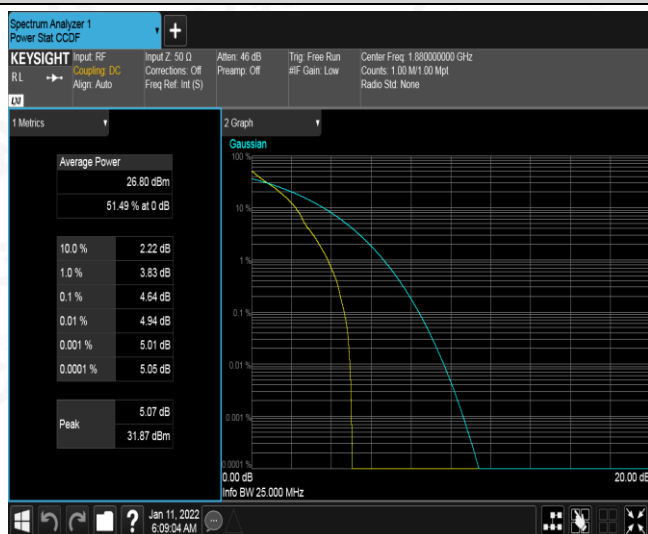 Spectrum Analyzer 1
Power Stat CCDF
+
KEYSIGHT
RL
LXI
Input: RF
Coupling: DC
Align: Auto
Input Z: 50 Ω
Corrections: Off
Freq Ref: Int (S)
Atten: 46 dB
Preamp: Off
Trig: Free Run
#IF Gain: Low
Center Freq: 1.880000000 GHz
Counts: 1.00 M/1.00 Mpt
Radio Std: None
1 Metrics
Average Power
26.80 dBm
51.49 % at 0 dB
10.0 % 2.22 dB
1.0 % 3.83 dB
0.1 % 4.64 dB
0.01 % 4.94 dB
0.001 % 5.01 dB
0.0001 % 5.05 dB
Peak
5.07 dB
31.87 dBm
2 Graph
Gaussian
100 %
10 %
1 %
0.1 %
0.01 %
0.001 %
0.0001 %
0.00 dB
20.00 dB
Info BW 25.000 MHz
?
Jan 11, 2022
6:09:04 AM